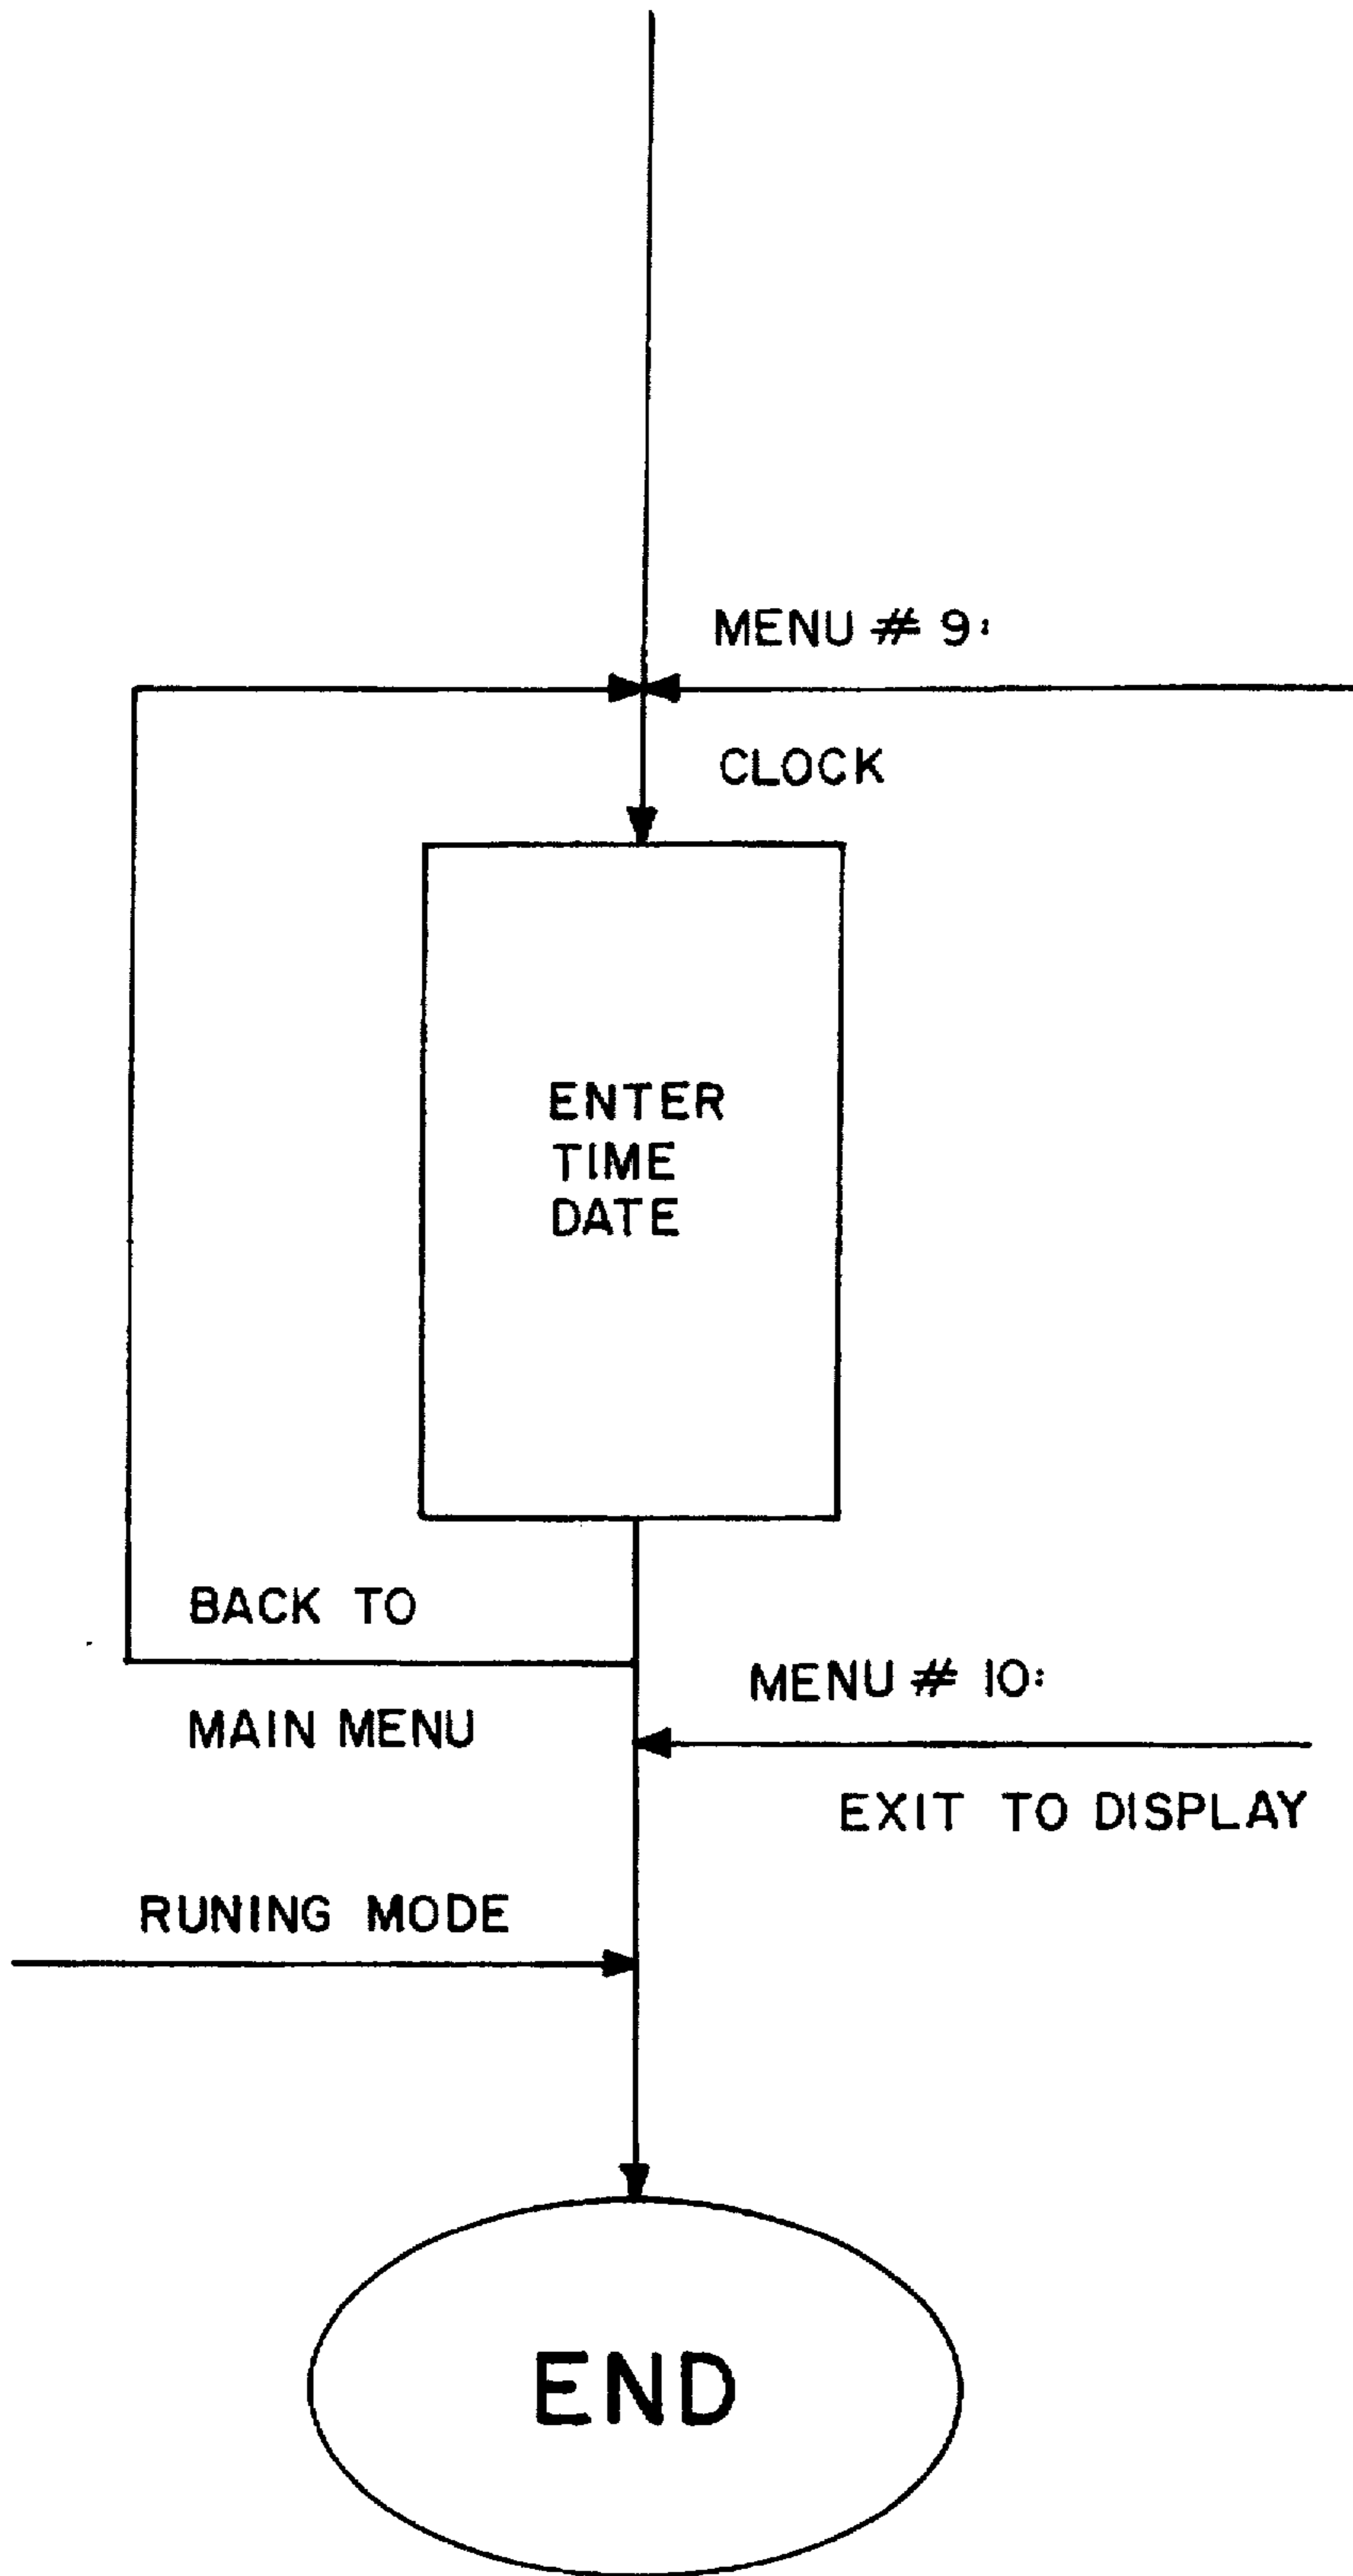 MENU # 9:
CLOCK
ENTER
TIME
DATE
BACK TO
MAIN MENU
MENU # 10:
EXIT TO DISPLAY
RUNING MODE
END